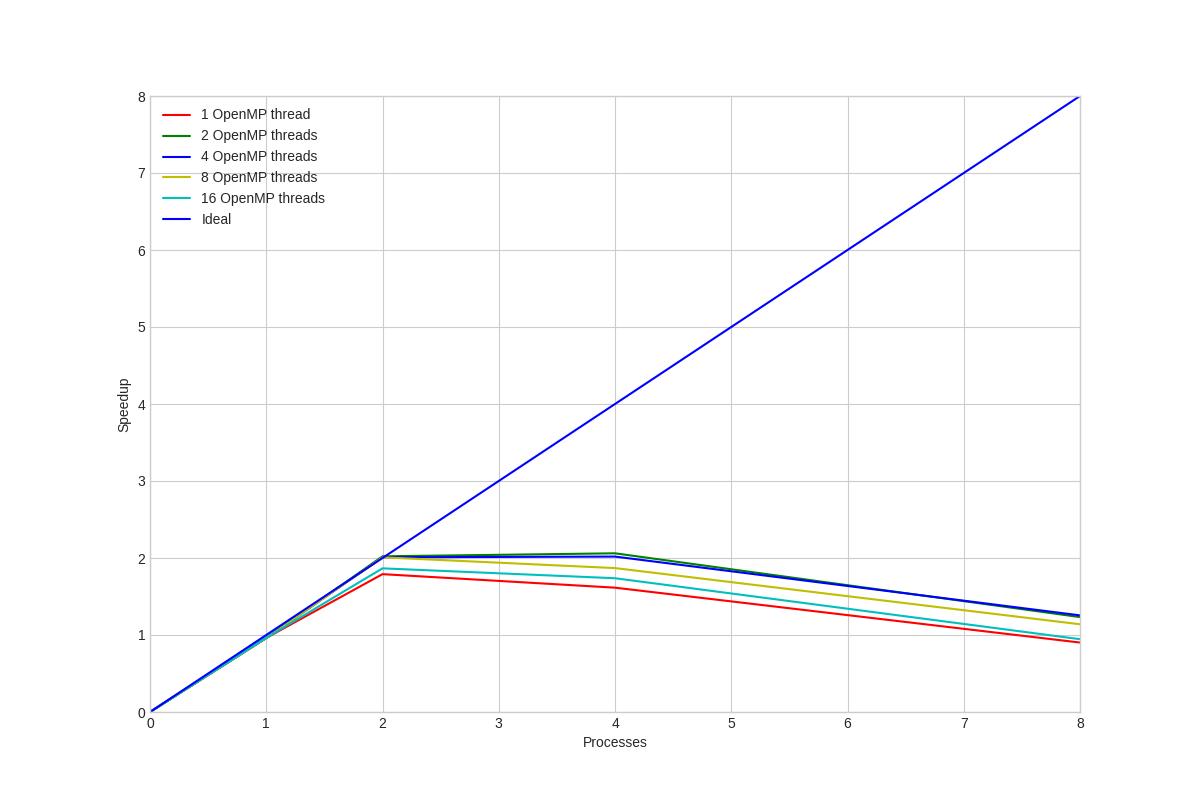 8
7
6
5
4
3
2
1
0
Speedup
1 OpenMP thread
2 OpenMP threads
4 OpenMP threads
8 OpenMP threads
16 OpenMP threads
Ideal
0 1 2 3 4 5 6 7 8
Processes